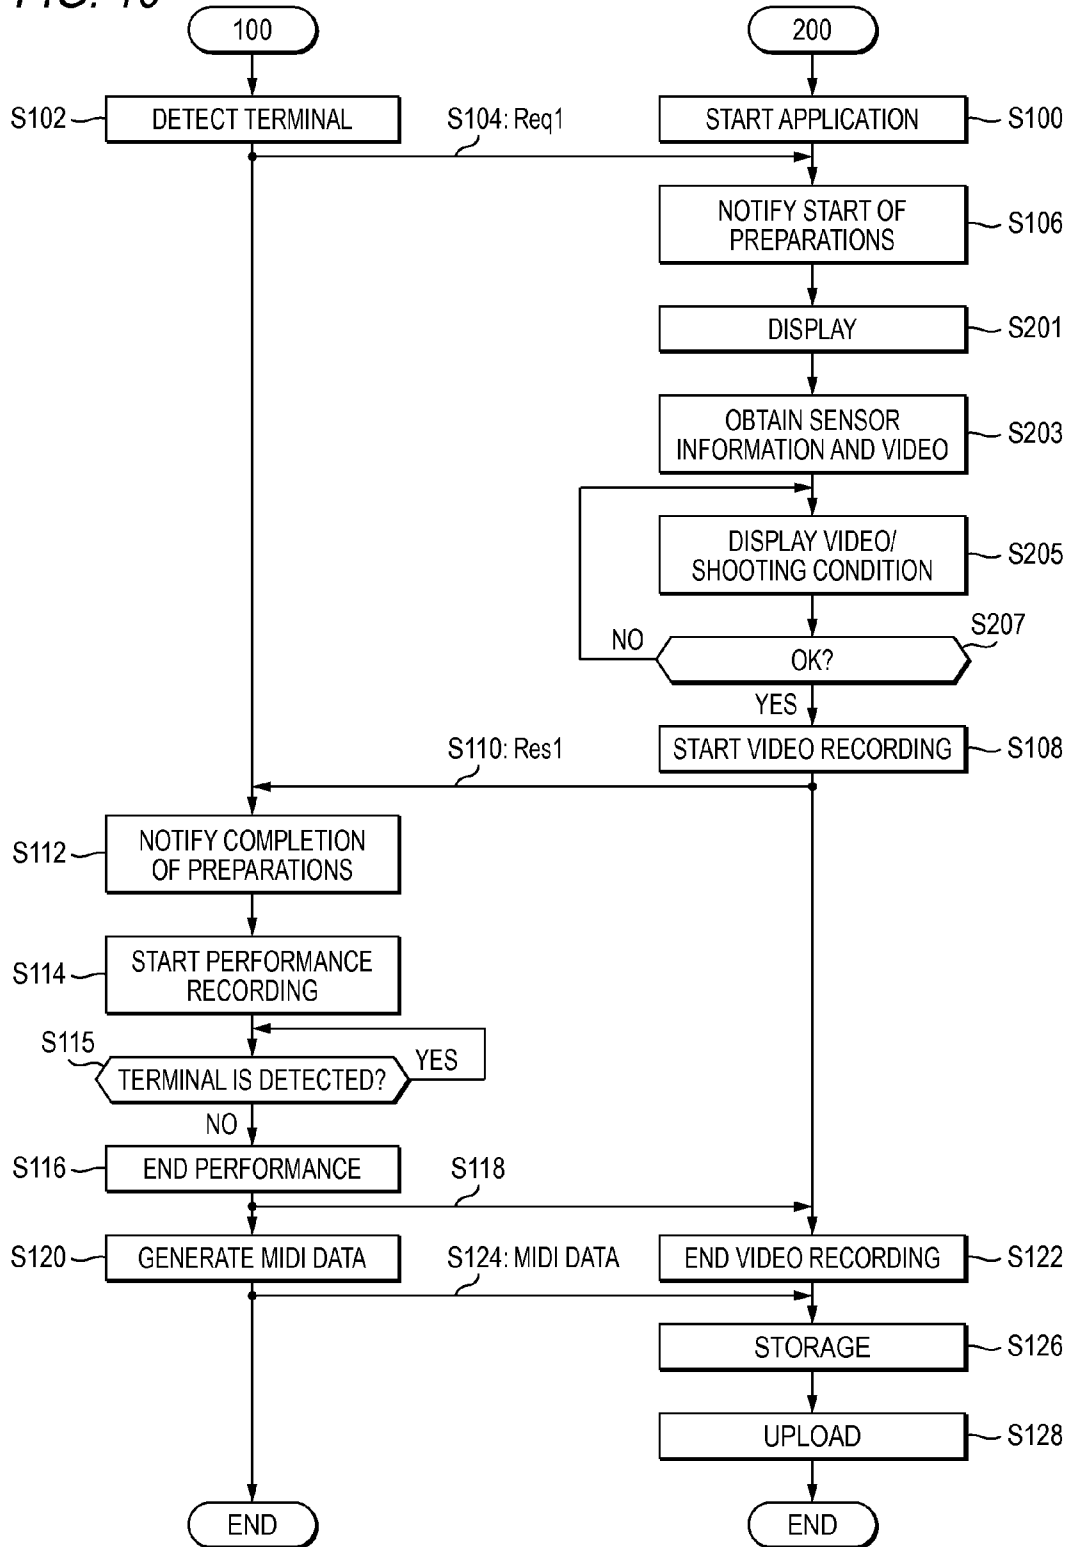 100
200
S102
DETECT TERMINAL
S104: Req1
START APPLICATION
S100
NOTIFY START OF
PREPARATIONS
S106
DISPLAY
S201
OBTAIN SENSOR
INFORMATION AND VIDEO
S203
DISPLAY VIDEO/
SHOOTING CONDITION
S205
S207
NO
OK?
YES
S110: Res1
START VIDEO RECORDING
S108
S112
NOTIFY COMPLETION
OF PREPARATIONS
S114
START PERFORMANCE
RECORDING
S115
YES
TERMINAL IS DETECTED?
NO
S116
END PERFORMANCE
S118
S120
GENERATE MIDI DATA
S124: MIDI DATA
END VIDEO RECORDING
S122
STORAGE
S126
UPLOAD
S128
END
END